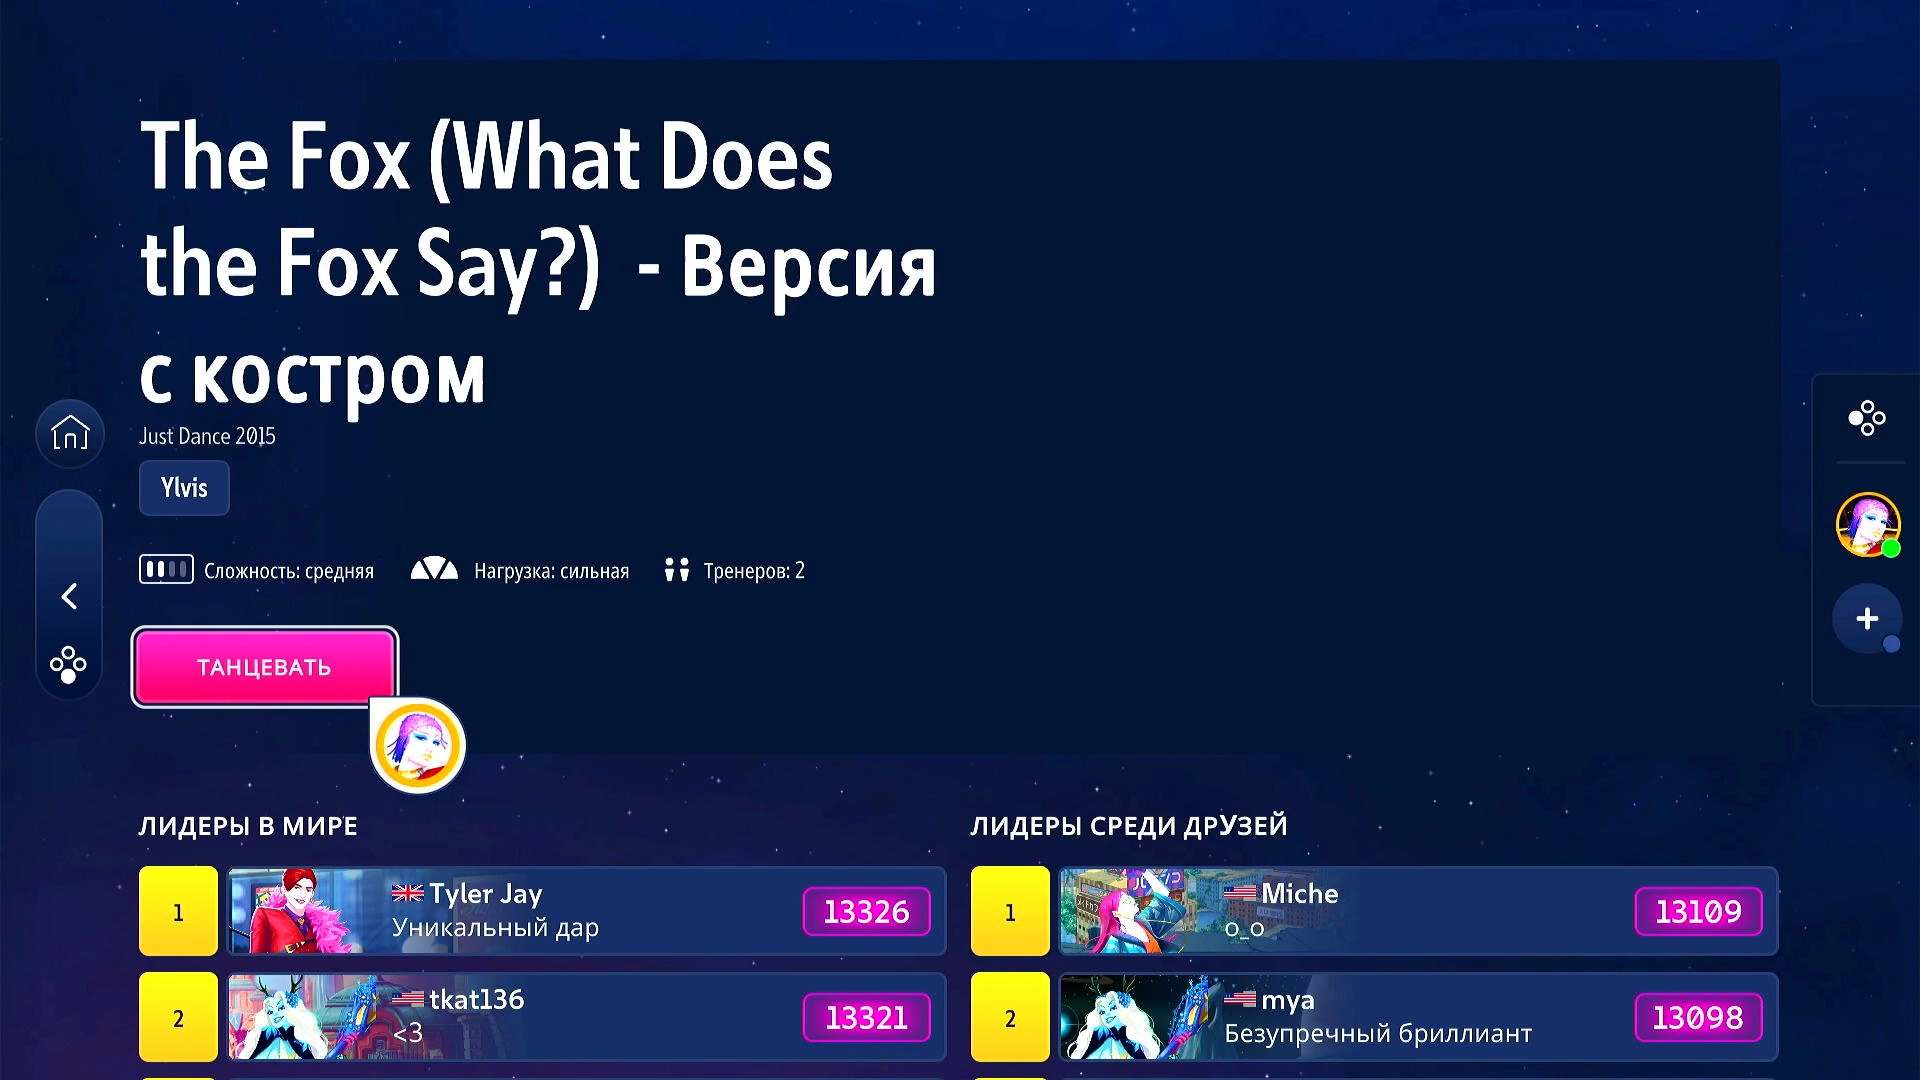 The Fox (What Does
the Fox Say?)  - Версия
с костром
Just Dance 2015
Ylvis
Сложность: средняя
Нагрузка: сильная
Тренеров: 2
ТАНЦЕВАТЬ
ЛИДЕРЫ В МИРЕ
1
Tyler Jay
Уникальный дар
13326
2
tkat136
<3
13321
ЛИДЕРЫ СРЕДИ ДРУЗЕЙ
1
Miche
o_o
13109
2
mya
Безупречный бриллиант
13098